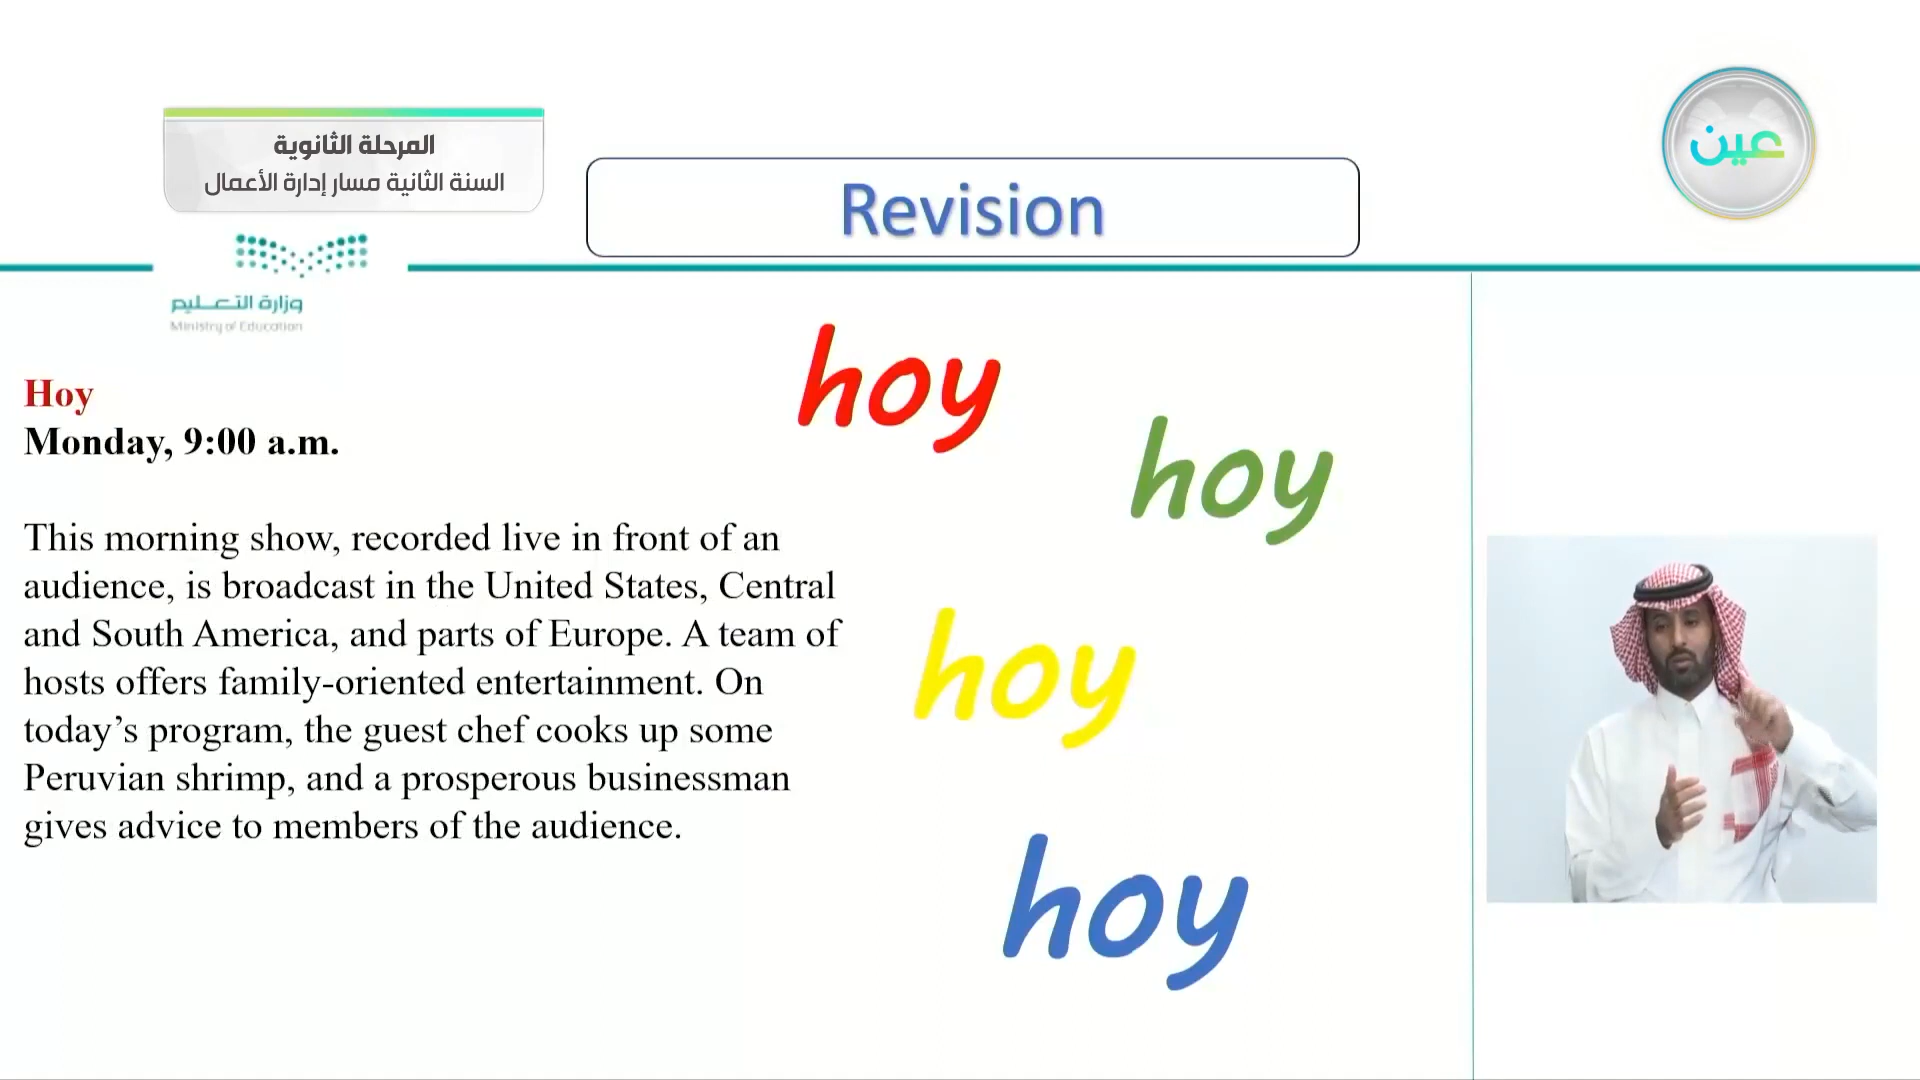 المرحلة الثانوية
السنة الثانية مسار إدارة الأعمال
عين
Revision
وزارة التعليم
Ministry of Education
hoy
Hoy
Monday, 9:00 a.m.
hoy
This morning show, recorded live in front of an
audience, is broadcast in the United States, Central
and South America, and parts of Europe. A team of
hosts offers family-oriented entertainment. On
today’s program, the guest chef cooks up some
Peruvian shrimp, and a prosperous businessman
gives advice to members of the audience.
hoy
hoy